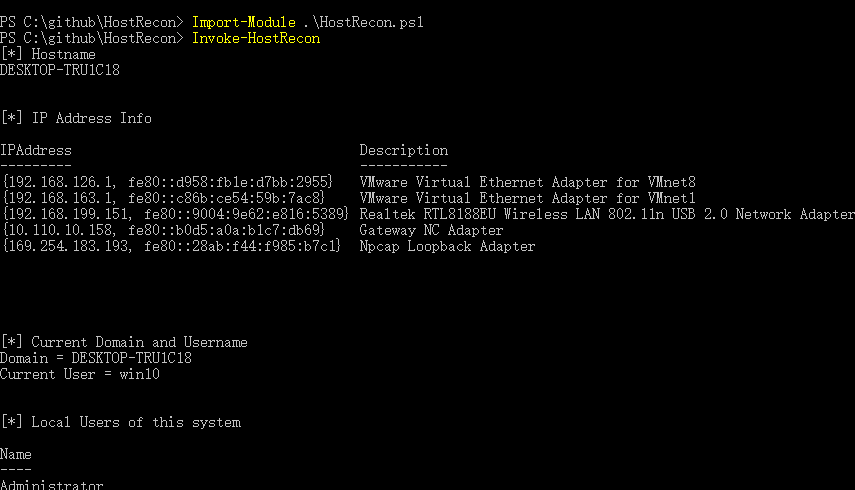 PS C:\github\HostRecon> Import-Module .\HostRecon.ps1
PS C:\github\HostRecon> Invoke-HostRecon
[*] Hostname
DESKTOP-TRU1C18
[*] IP Address Info
IPAddress Description
--------- -----------
{192.168.126.1, fe80::d958:fb1e:d7bb:2955} VMware Virtual Ethernet Adapter for VMnet8
{192.168.163.1, fe80::c86b:ce54:59b:7ac8} VMware Virtual Ethernet Adapter for VMnet1
{192.168.199.151, fe80::9004:9e62:e816:5389} Realtek RTL8188EU Wireless LAN 802.11n USB 2.0 Network Adapter
{10.110.10.158, fe80::b0d5:a0a:b1c7:db69} Gateway NC Adapter
{169.254.183.193, fe80::28ab:f44:f985:b7c1} Npcap Loopback Adapter
[*] Current Domain and Username
Domain = DESKTOP-TRU1C18
Current User = win10
[*] Local Users of this system
Name
----
Administrator